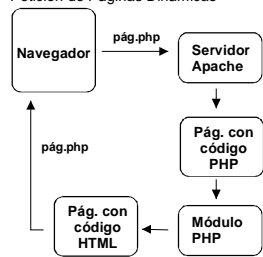 Petición de Páginas Dinámicas
Navegador
pág.php
Servidor
Apache
Pág. con
código
PHP
Módulo
PHP
Pág. con
código
HTML
pág.php